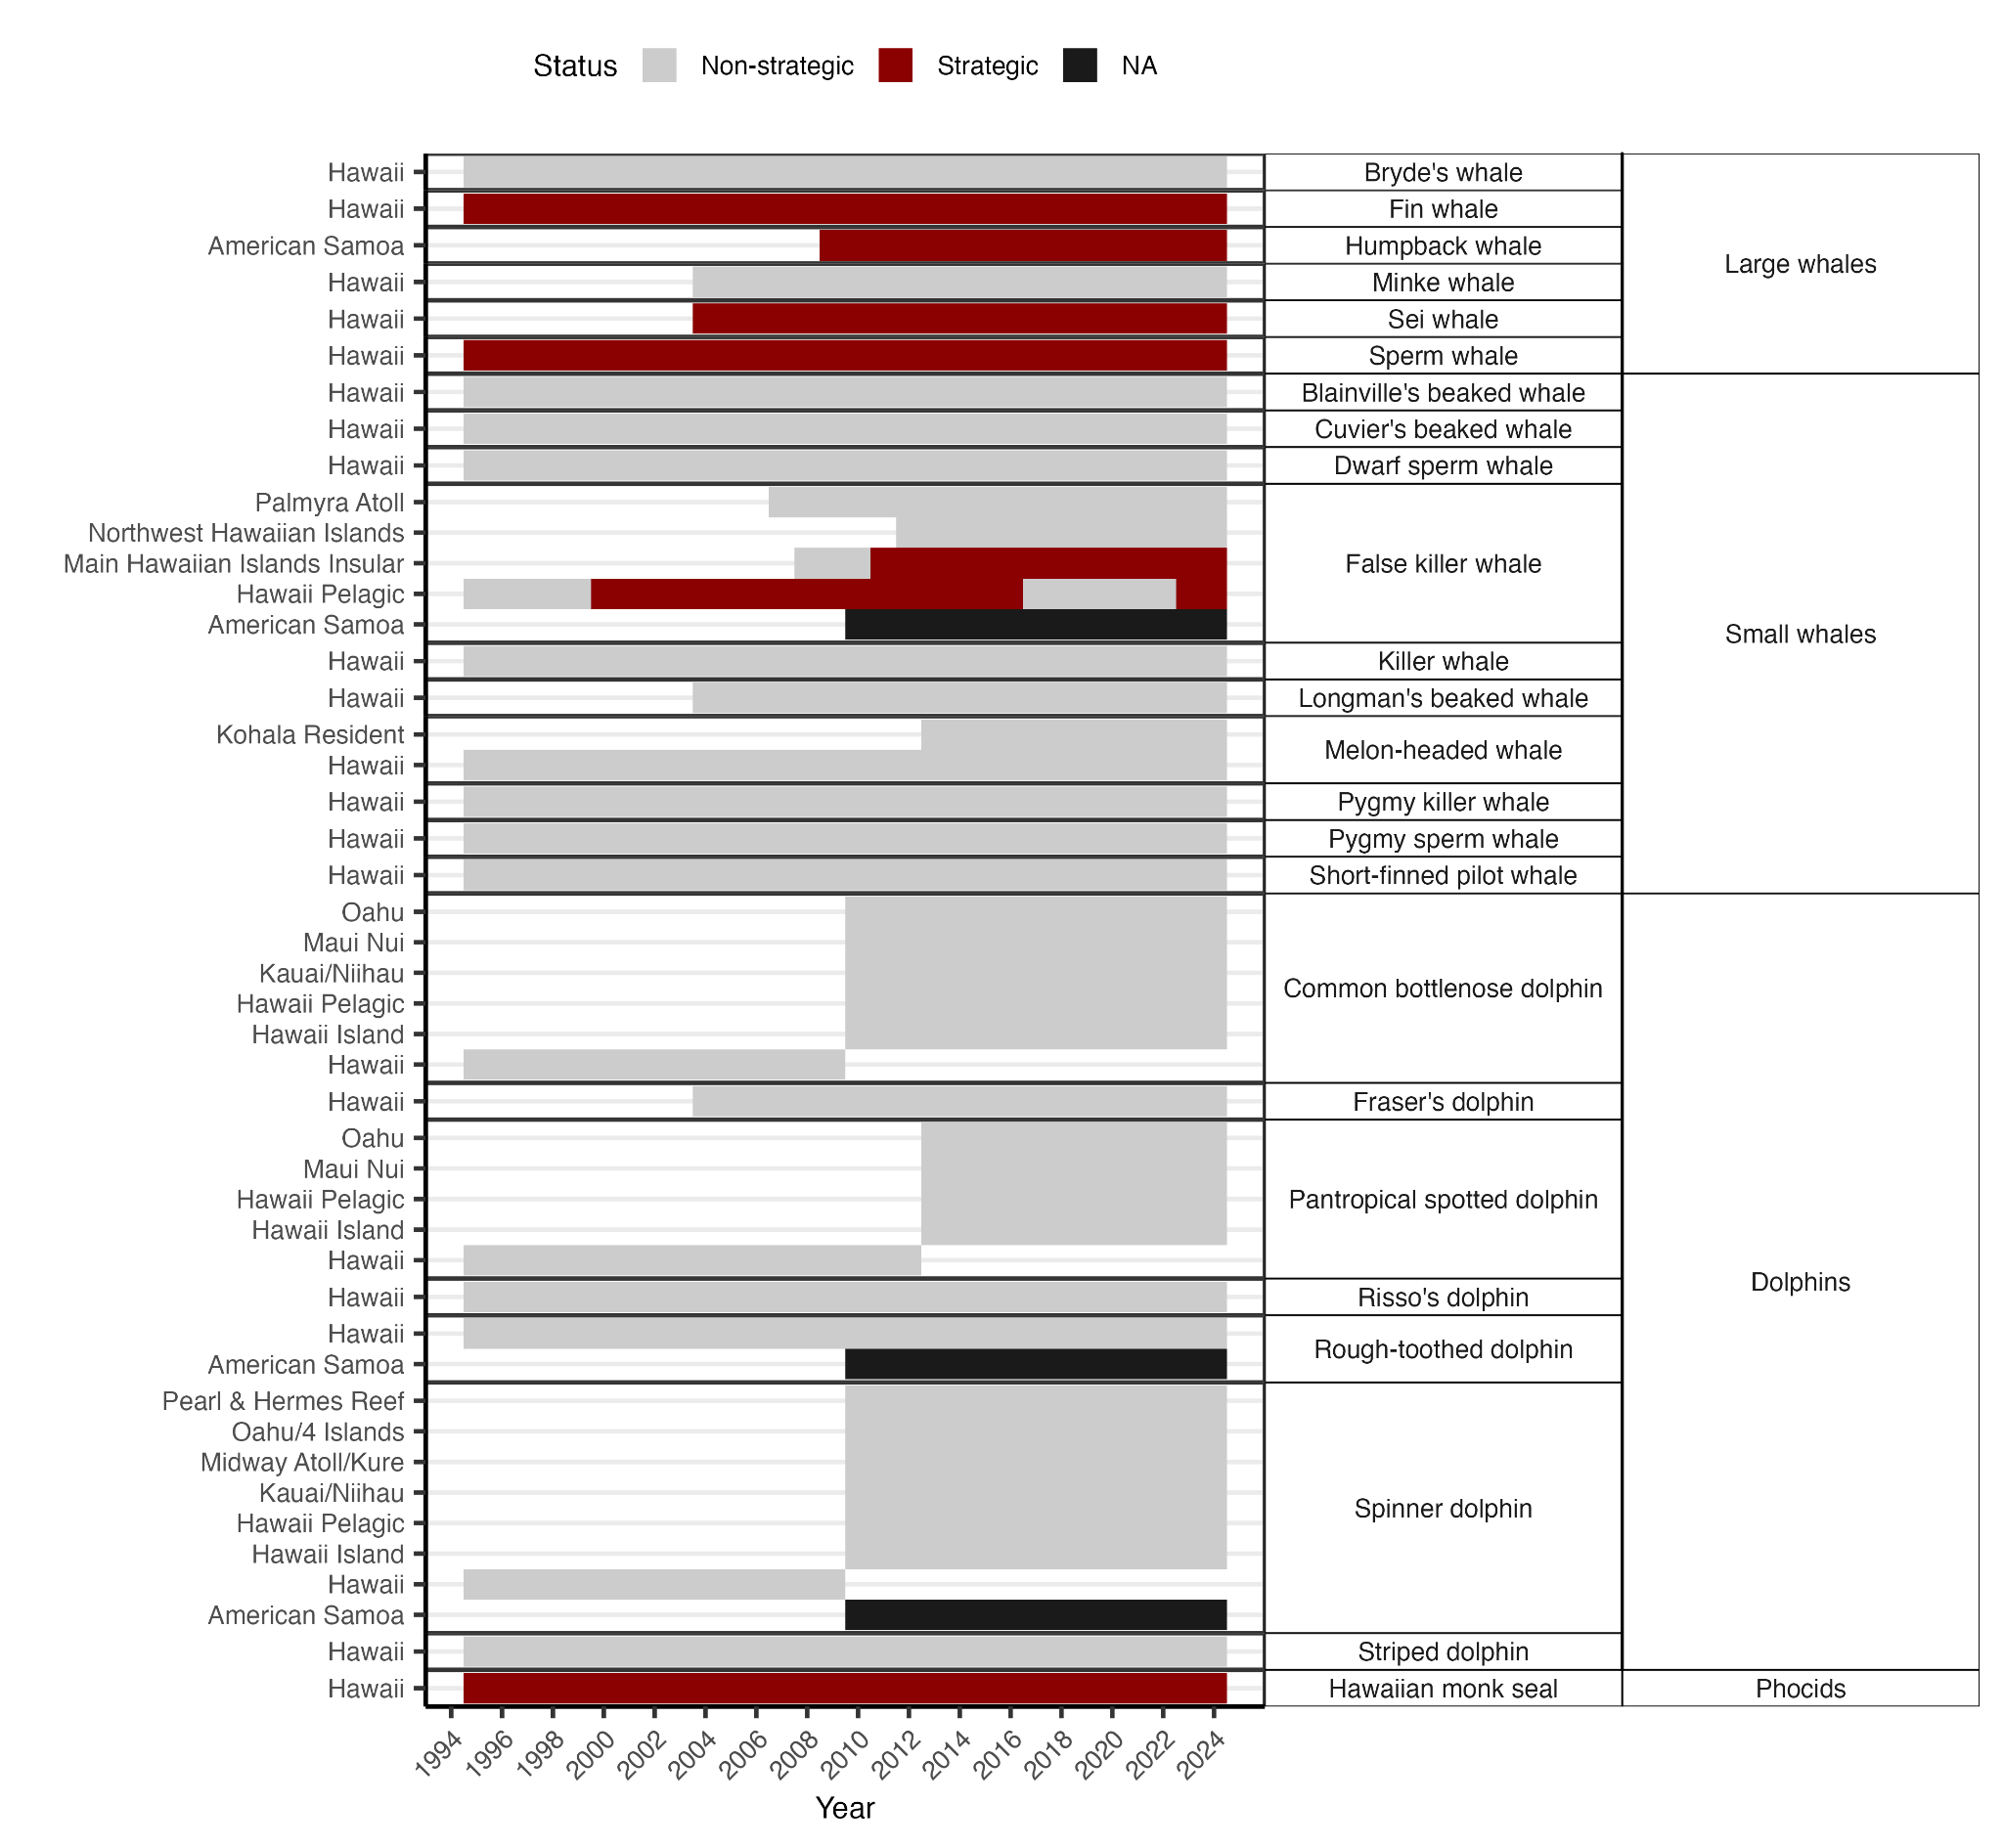 Status Non-strategic Strategic NA
Hawaii Bryde's whale
Hawaii Fin whale
American Samoa Humpback whale
Large whales
Hawaii Minke whale
Hawaii Sei whale
Hawaii Sperm whale
Hawaii Blainville's beaked whale
Hawaii Cuvier's beaked whale
Hawaii Dwarf sperm whale
Palmyra Atoll
Northwest Hawaiian Islands
Main Hawaiian Islands Insular False killer whale
Hawaii Pelagic
American Samoa
Small whales
Hawaii Killer whale
Hawaii Longman's beaked whale
Kohala Resident
Melon-headed whale
Hawaii
Hawaii Pygmy killer whale
Hawaii Pygmy sperm whale
Hawaii Short-finned pilot whale
Oahu
Maui Nui
Kauai/Niihau
Common bottlenose dolphin
Hawaii Pelagic
Hawaii Island
Hawaii
Hawaii Fraser's dolphin
Oahu
Maui Nui
Hawaii Pelagic Pantropical spotted dolphin
Hawaii Island
Hawaii
Dolphins
Hawaii Risso's dolphin
Hawaii
Rough-toothed dolphin
American Samoa
Pearl & Hermes Reef
Oahu/4 Islands
Midway Atoll/Kure
Kauai/Niihau
Spinner dolphin
Hawaii Pelagic
Hawaii Island
Hawaii
American Samoa
Hawaii Striped dolphin
Hawaii Hawaiian monk seal Phocids
1994 1996 1998 2000 2002 2004 2006 2008 2010 2012 2014 2016 2018 2020 2022 2024
Year